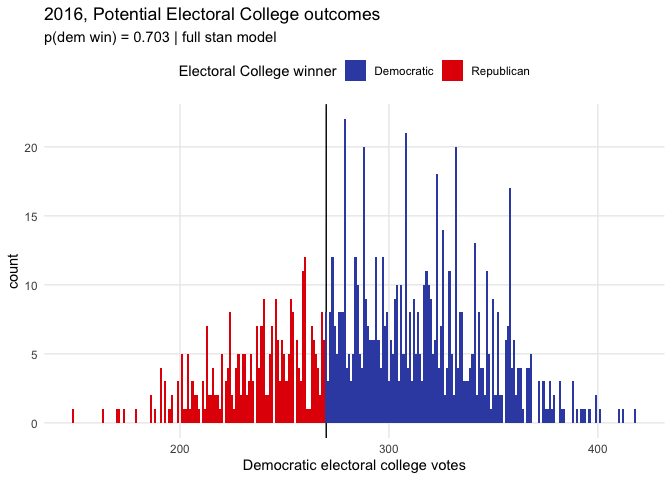 2016, Potential Electoral College outcomes
p(dem win) = 0.703 | full stan model
Electoral College winner Democratic Republican
20
15
10
5
0
count
200 300 400
Democratic electoral college votes